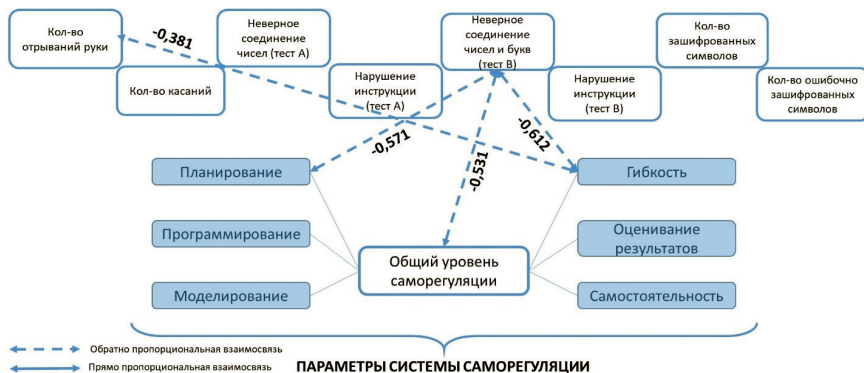 Кол-во
отрываний руки
-0,381
Неверное
соединение
чисел (тест А)
Неверное
соединение
чисел и букв
(тест В)
Кол-во
зашифрованных
символов
Кол-во касаний
Нарушение
инструкции
(тест А)
Нарушение
инструкции
(тест В)
Кол-во ошибочно
зашифрованных
символов
-0,571
-0,531
-0,612
Планирование
Гибкость
Программирование
Оценивание
результатов
Общий уровень
саморегуляции
Моделирование
Самостоятельность
Обратно пропорциональная взаимосвязь
Прямо пропорциональная взаимосвязь
ПАРАМЕТРЫ СИСТЕМЫ САМОРЕГУЛЯЦИИ